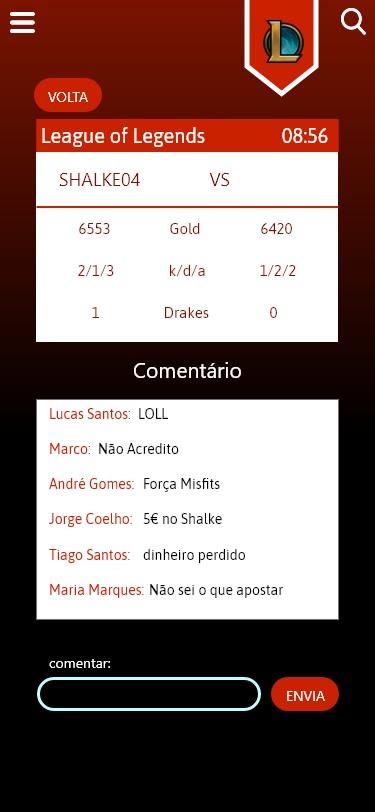 VOLTA
League of Legends 08:56
SHALKE04 VS
6553 Gold 6420
2/1/3 k/d/a 1/2/2
1 Drakes 0
Comentário
Lucas Santos: LOLL
Marco: Não Acredito
André Gomes: Força Misfits
Jorge Coelho: 5€ no Shalke
Tiago Santos: dinheiro perdido
Maria Marques: Não sei o que apostar
comentar:
ENVIA